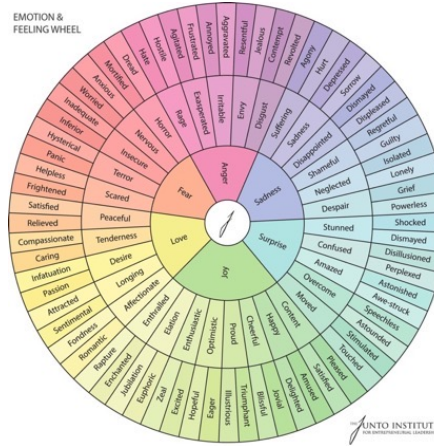 EMOTION &
FEELING WHEEL
Fear
Anger
Sadness
Surprise
Joy
Love
Scared
Terror
Insecure
Nervous
Horror
Rage
Exasperated
Irritable
Envy
Disgust
Suffering
Sadness
Disappointed
Shameful
Neglected
Despair
Stunned
Confused
Amazed
Overcome
Moved
Content
Happy
Cheerful
Proud
Optimistic
Enthusiastic
Elation
Enthralled
Affectionate
Longing
Desire
Tenderness
Peaceful
Frightened
Helpless
Panic
Hysterical
Inferior
Inadequate
Worried
Anxious
Mortified
Dread
Hate
Hostile
Agitated
Frustrated
Annoyed
Aggravated
Resentful
Jealous
Contempt
Revolted
Agony
Hurt
Depressed
Sorrow
Dismayed
Displeased
Regretful
Guilty
Isolated
Lonely
Grief
Powerless
Shocked
Dismayed
Disillusioned
Perplexed
Astonished
Awe-struck
Speechless
Astounded
Stimulated
Touched
Pleased
Satisfied
Amused
Delighted
Jovial
Blissful
Triumphant
Illustrious
Eager
Hopeful
Excited
Zeal
Euphoric
Jubilation
Enchanted
Rapture
Romantic
Fondness
Sentimental
Attracted
Passion
Infatuation
Caring
Compassionate
Relieved
Satisfied
THE
JUNTO INSTITUT
FOR ENTREPRENEURIAL LEADERSH